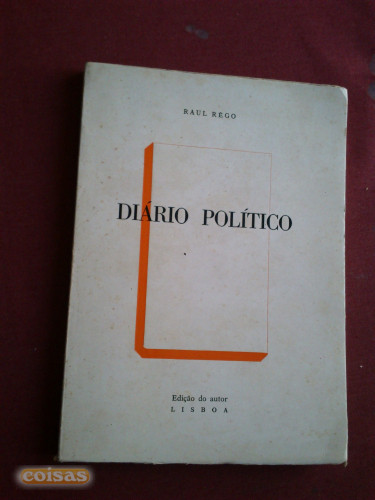 RAUL RÊGO
DIÁRIO POLÍTICO
Edição do autor
LISBOA
coisas